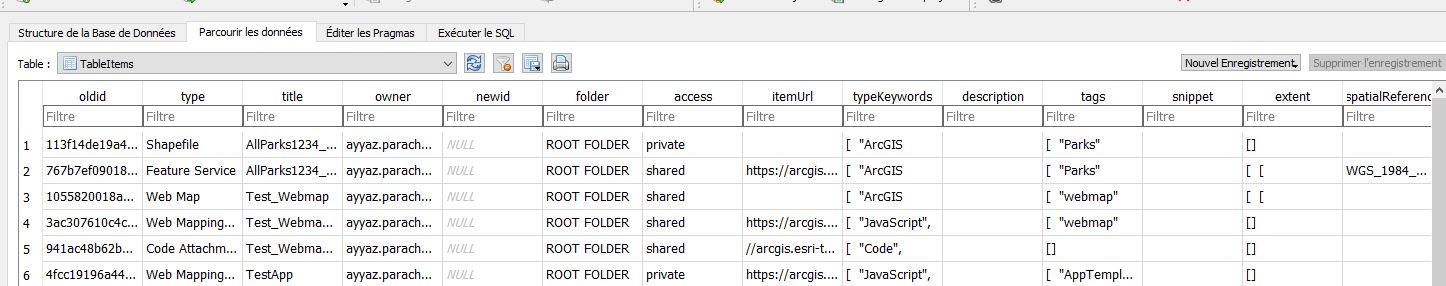 Structure de la Base de Données Parcourir les données Éditer les Pragmas Exécuter le SQL
Table : TableItems Nouvel Enregistrement Supprimer l'enregistrement
oldid type title owner newid folder access itemUrl typeKeywords description tags snippet extent spatialReferenc
Filtre Filtre Filtre Filtre Filtre Filtre Filtre Filtre Filtre Filtre Filtre Filtre Filtre Filtre
1 113f14de19a4... Shapefile AllParks1234_... ayyaz.parach... NULL ROOT FOLDER private [ "ArcGIS [ "Parks" []
2 767b7ef09018... Feature Service AllParks1234_... ayyaz.parach... NULL ROOT FOLDER shared https://arcgis.... [ "ArcGIS [ "Parks" [ [ WGS_1984_...
3 1055820018a... Web Map Test_Webmap ayyaz.parach... NULL ROOT FOLDER shared [ "ArcGIS [ "webmap" [ [
4 3ac307610c4c... Web Mapping... Test_Webma... ayyaz.parach... NULL ROOT FOLDER shared https://arcgis.... [ "JavaScript", [ "webmap" []
5 941ac48b62b... Code Attachm... Test_Webma... ayyaz.parach... NULL ROOT FOLDER shared //arcgis.esri-t... [ "Code", [] []
6 4fcc19196a44... Web Mapping... TestApp ayyaz.parach... NULL ROOT FOLDER private https://arcgis.... [ "JavaScript", [ "AppTempl... []